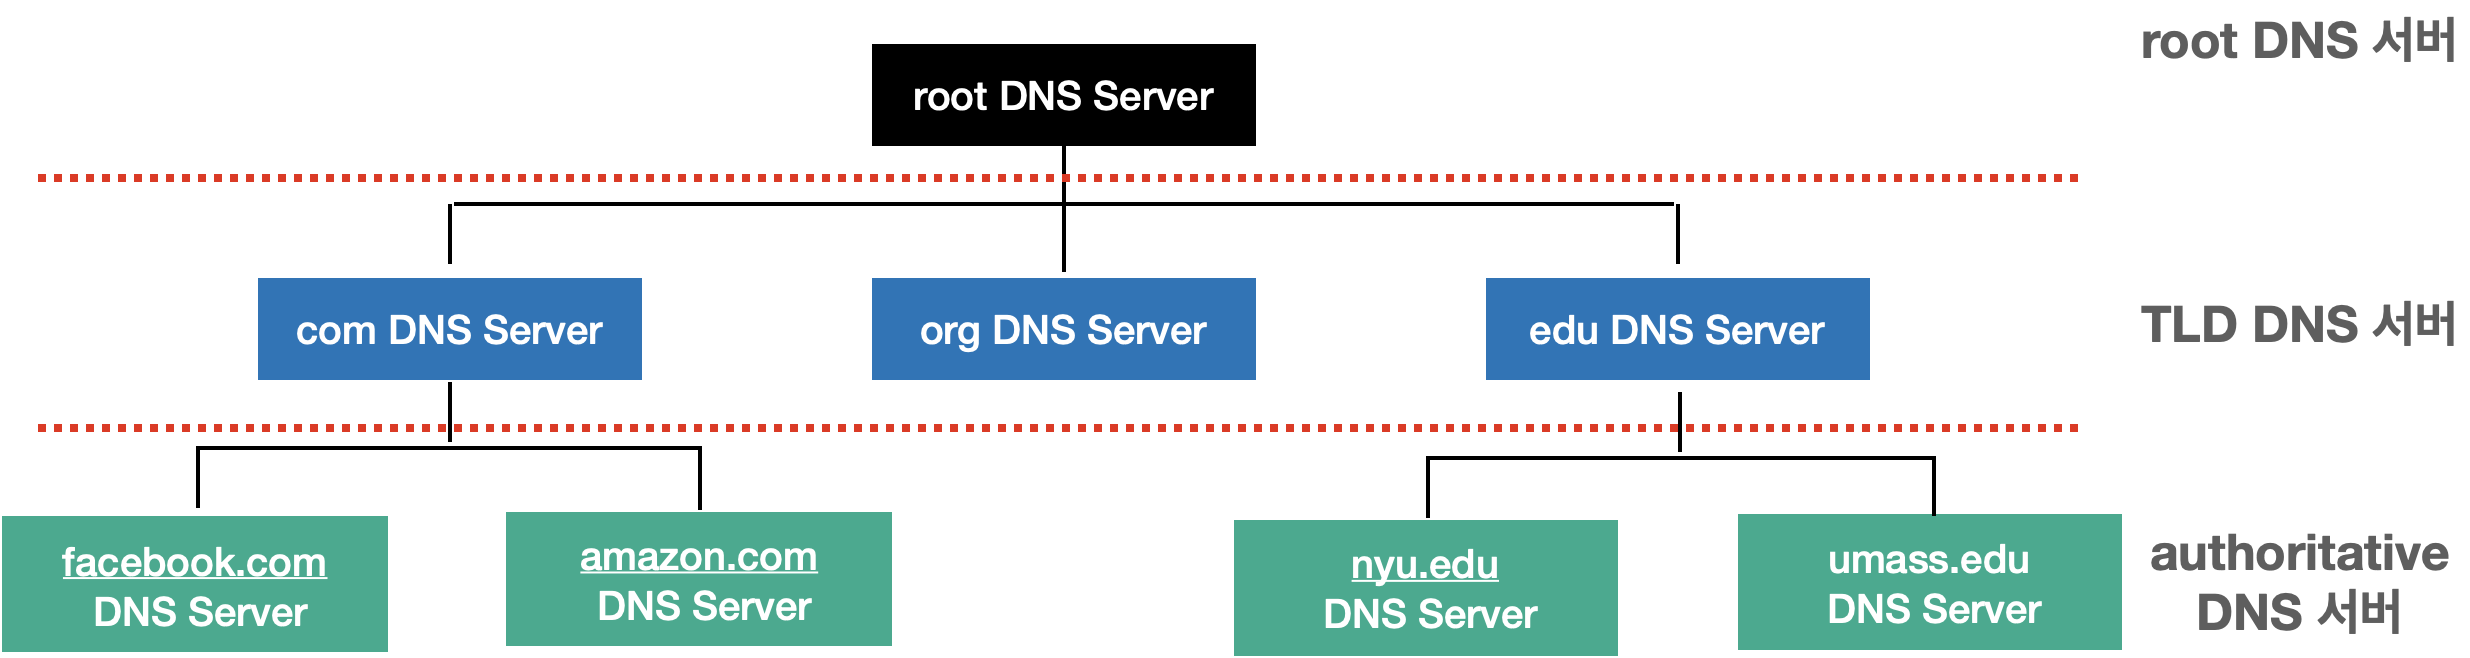 root DNS 서버
root DNS Server
com DNS Server
org DNS Server
edu DNS Server
TLD DNS 서버
facebook.com
DNS Server
amazon.com
DNS Server
nyu.edu
DNS Server
umass.edu
DNS Server
authoritative
DNS 서버